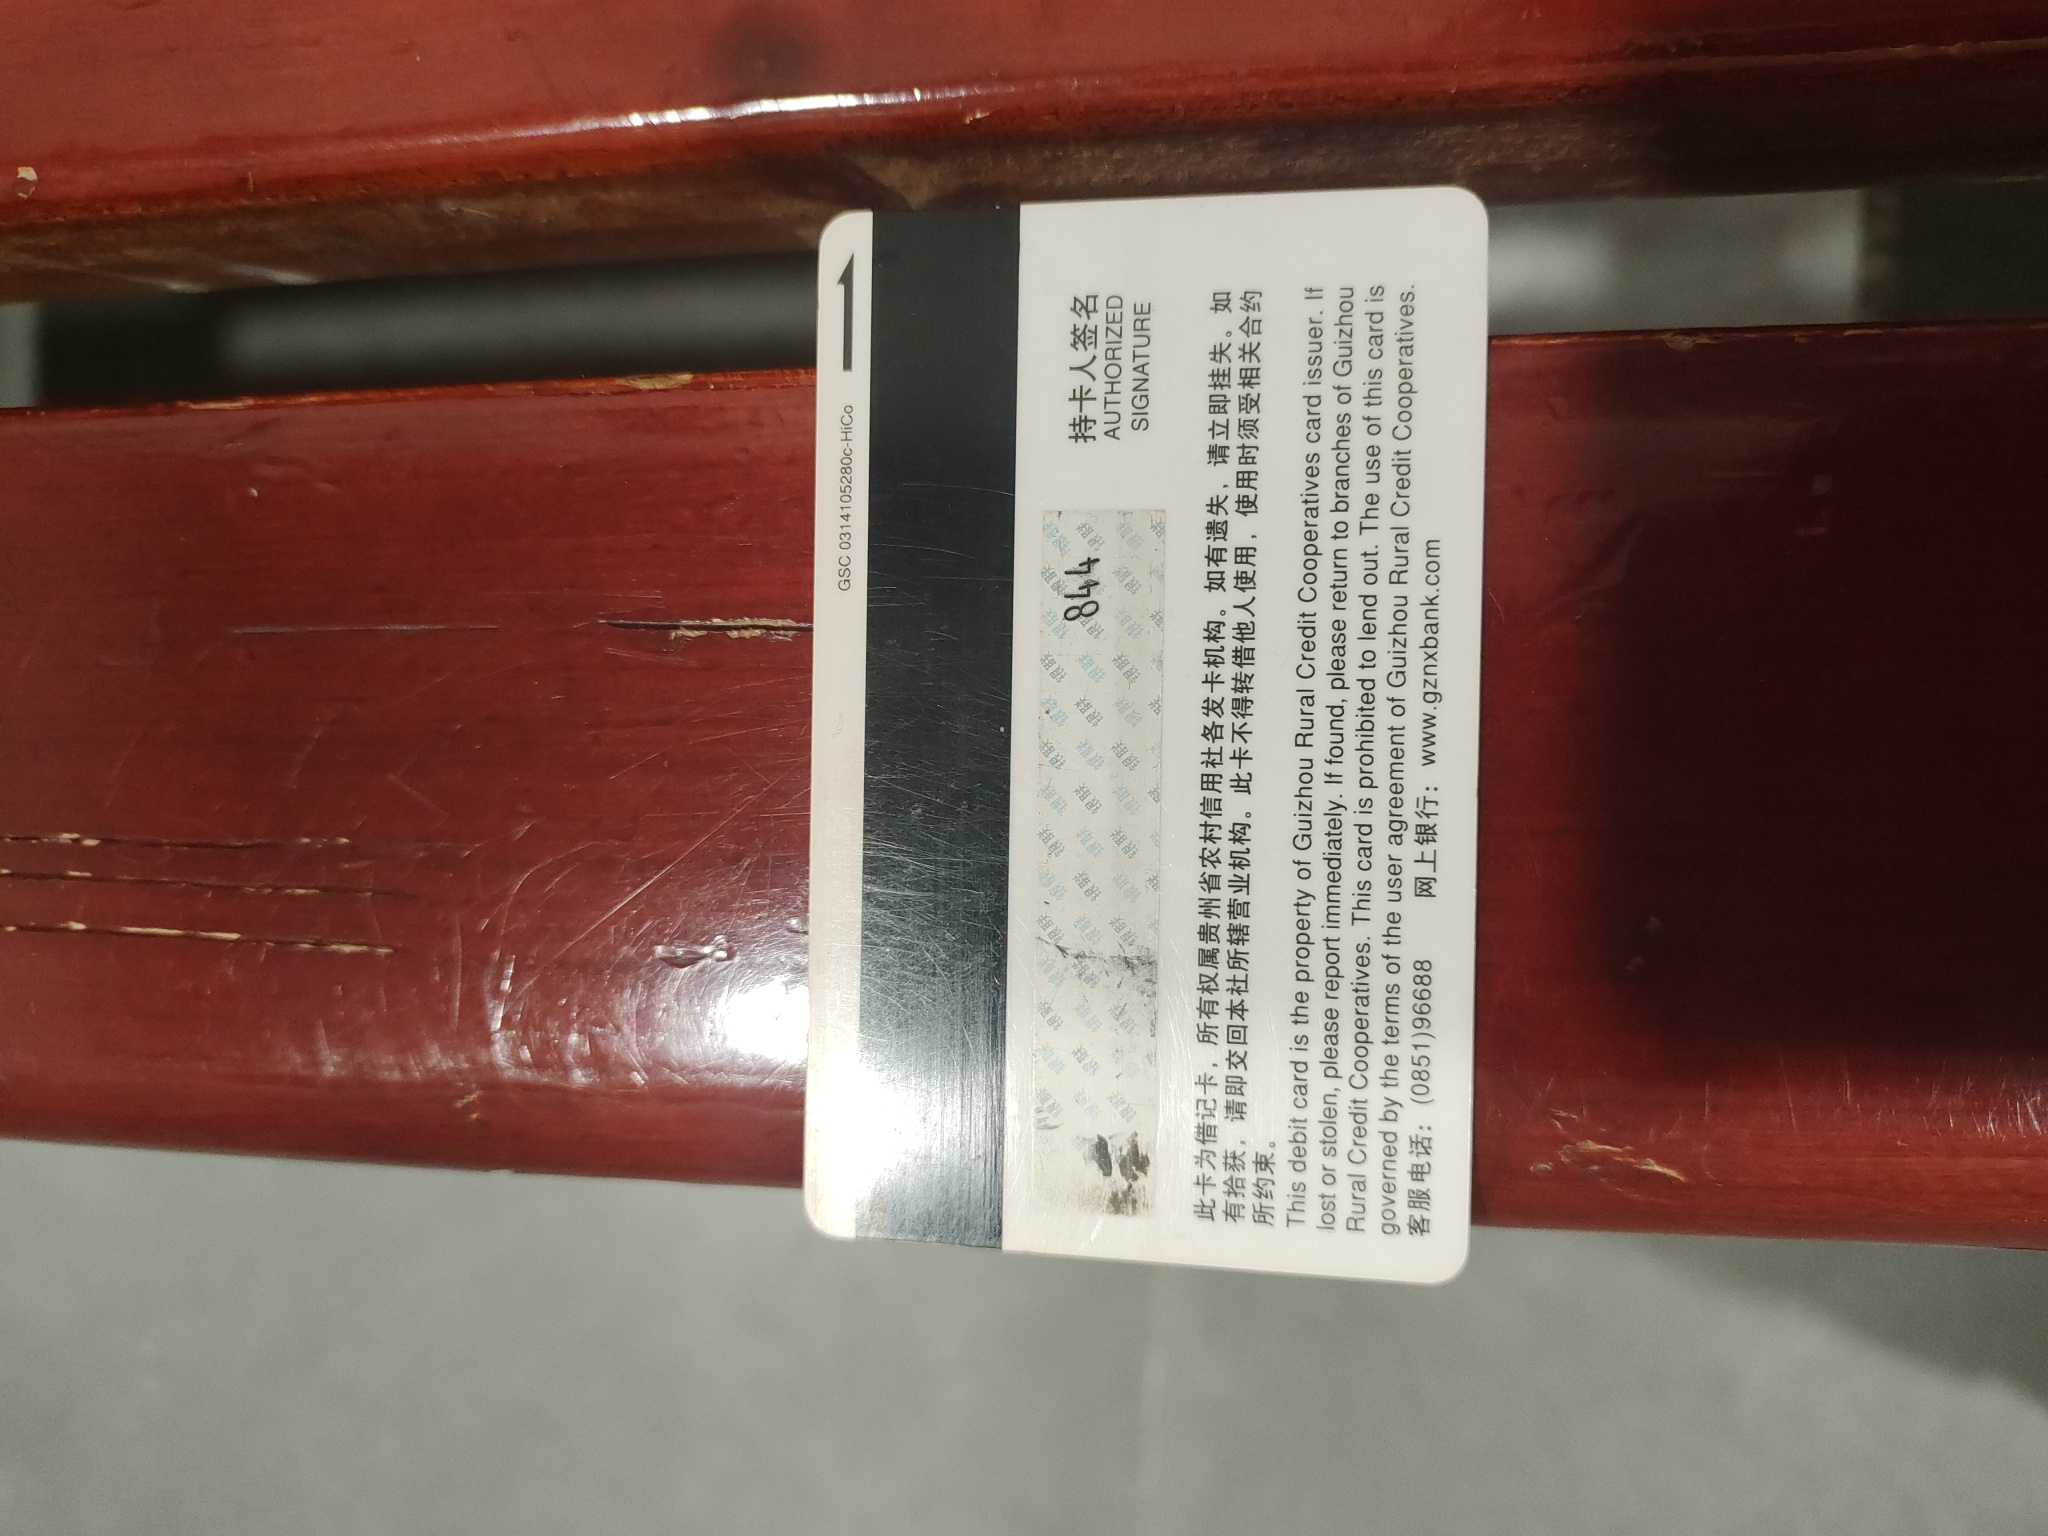 GSC 0314105280c-HiCo
844
持卡人签名
AUTHORIZED
SIGNATURE
此卡为借记卡，所有权属贵州省农村信用社各发卡机构。如有遗失，请立即挂失。如
有拾获，请即交回本社所辖营业机构。此卡不得转借他人使用，使用时须受相关合约
所约束。
This debit card is the property of Guizhou Rural Credit Cooperatives card issuer. If
lost or stolen, please report immediately. If found, please return to branches of Guizhou
Rural Credit Cooperatives. This card is prohibited to lend out. The use of this card is
governed by the terms of the user agreement of Guizhou Rural Credit Cooperatives.
客服电话：(0851)96688 网上银行：www.gznxbank.com